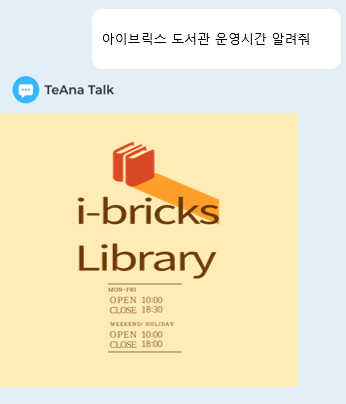 아이브릭스 도서관 운영시간 알려줘
TeAna Talk
i-bricks
Library
MON-FRI
OPEN 10:00
CLOSE 18:30
WEEKEND/ HOLIDAY
OPEN 10:00
CLOSE 18:00